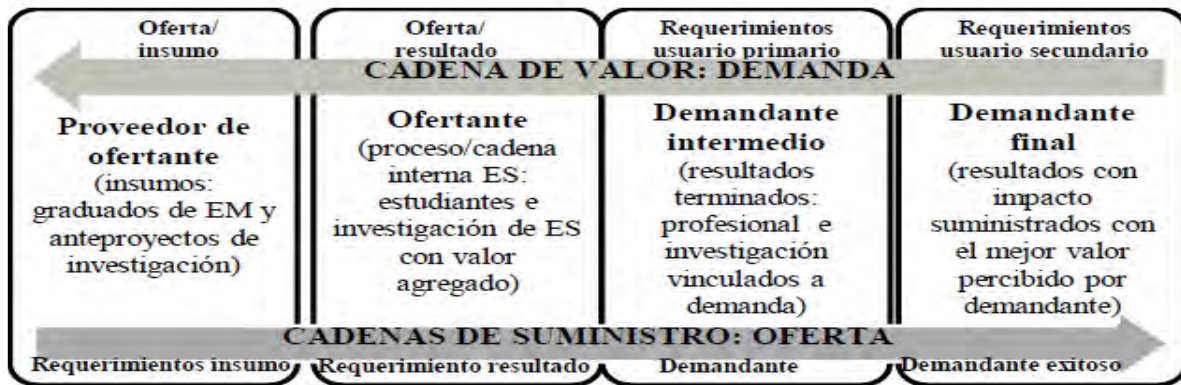 Oferta/
insumo
Oferta/
resultado
Requerimientos
usuario primario
Requerimientos
usuario secundario
CADENA DE VALOR: DEMANDA
Proveedor de
ofertante
(insumos:
graduados de EM y
anteproyectos de
investigación)
Ofertante
(proceso/cadena
interna ES:
estudiantes e
investigación de ES
con valor
agregado)
Demandante
intermedio
(resultados
terminados:
profesional e
investigación
vinculados a
demanda)
Demandante
final
(resultados con
impacto
suministrados con
el mejor valor
percibido por
demandante)
CADENAS DE SUMINISTRO: OFERTA
Requerimientos insumo
Requerimiento resultado
Demandante
Demandante exitoso